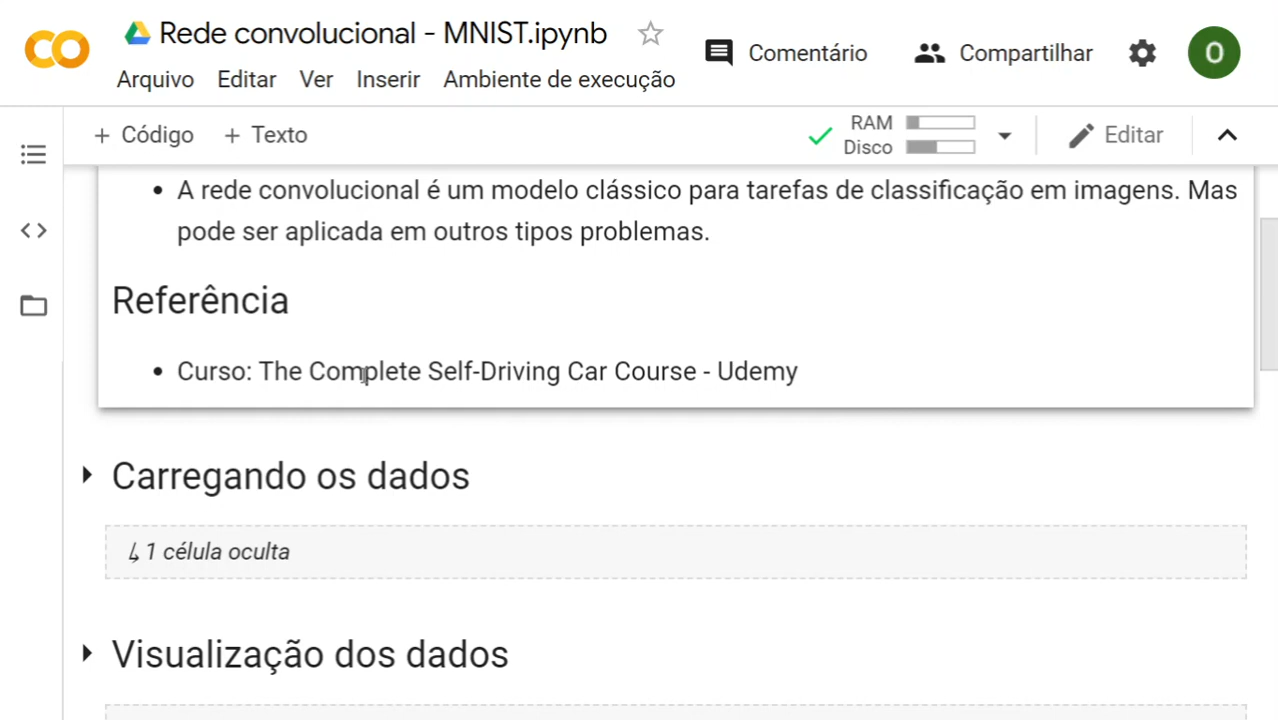 Rede convolucional - MNIST.ipynb
Comentário
Compartilhar
O
Arquivo Editar Ver Inserir Ambiente de execução
+ Código + Texto
RAM
Disco
Editar
• A rede convolucional é um modelo clássico para tarefas de classificação em imagens. Mas
pode ser aplicada em outros tipos problemas.
Referência
• Curso: The Complete Self-Driving Car Course - Udemy
Carregando os dados
↳ 1 célula oculta
Visualização dos dados